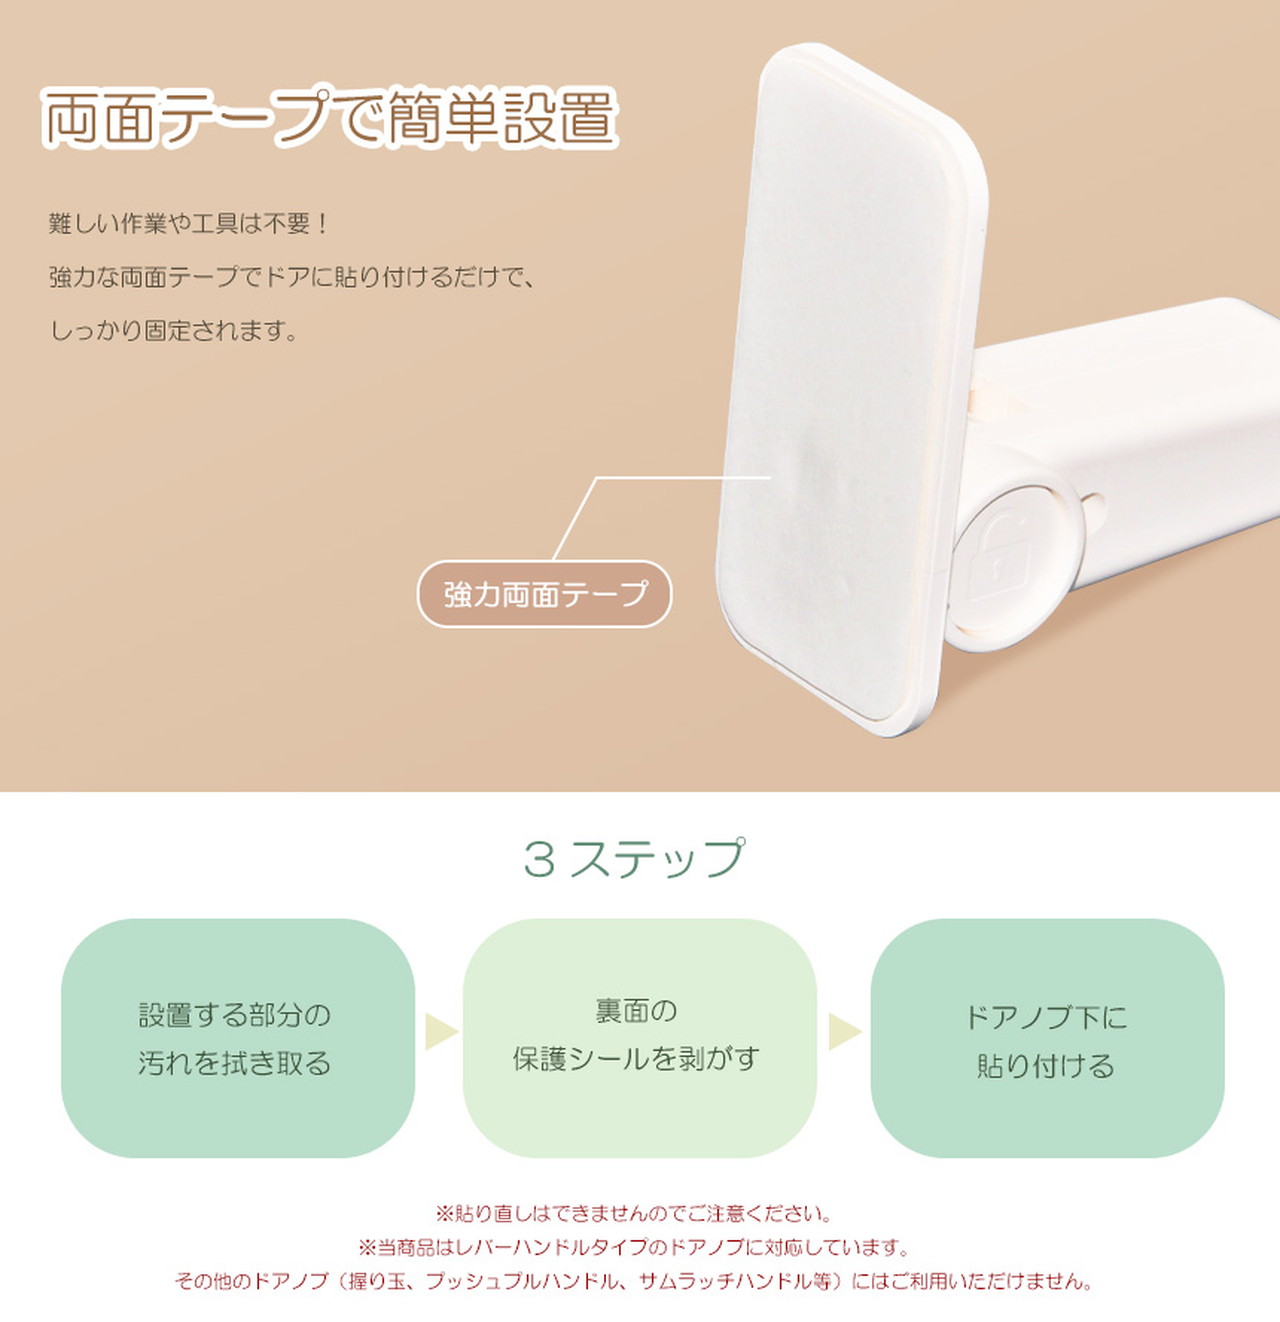 両面テープで簡単設置
難しい作業や工具は不要！
強力な両面テープでドアに貼り付けるだけで、
しっかり固定されます。
強力両面テープ
3 ステップ
設置する部分の
汚れを拭き取る
裏面の
保護シールを剥がす
ドアノブ下に
貼り付ける
※貼り直しはできませんのでご注意ください。
※当商品はレバーハンドルタイプのドアノブに対応しています。
その他のドアノブ（握り玉、プッシュプルハンドル、サムラッチハンドル等）にはご利用いただけません。